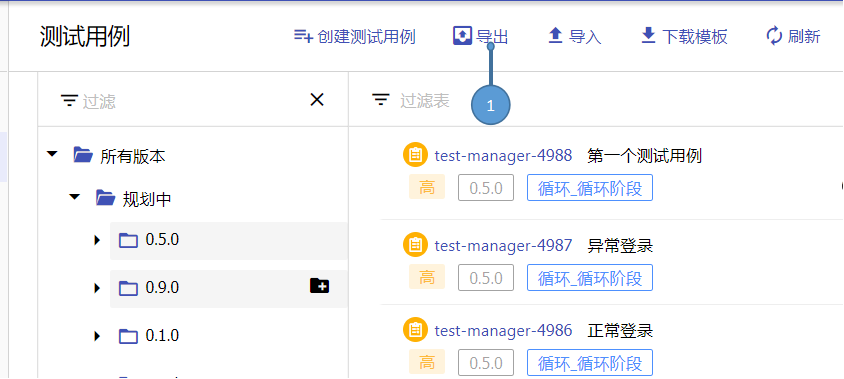 测试用例 创建测试用例 导出 导入 下载模板 刷新
1
过滤 过滤表
所有版本
规划中
0.5.0
0.9.0
0.1.0
test-manager-4988 第一个测试用例
高 0.5.0 循环_循环阶段
test-manager-4987 异常登录
高 0.5.0 循环_循环阶段
test-manager-4986 正常登录
高 0.5.0 循环_循环阶段